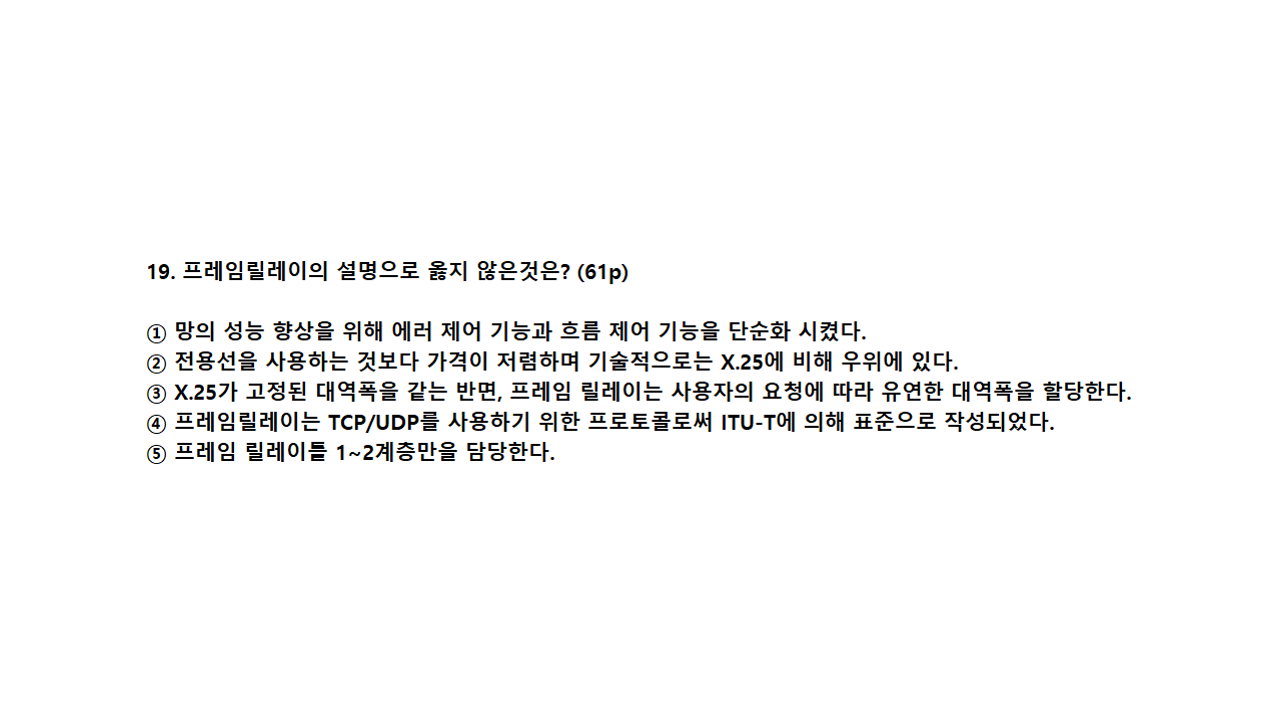 19. 프레임릴레이의 설명으로 옳지 않은것은? (61p)
① 망의 성능 향상을 위해 에러 제어 기능과 흐름 제어 기능을 단순화 시켰다.
② 전용선을 사용하는 것보다 가격이 저렴하며 기술적으로는 X.25에 비해 우위에 있다.
③ X.25가 고정된 대역폭을 같는 반면, 프레임 릴레이는 사용자의 요청에 따라 유연한 대역폭을 할당한다.
④ 프레임릴레이는 TCP/UDP를 사용하기 위한 프로토콜로써 ITU-T에 의해 표준으로 작성되었다.
⑤ 프레임 릴레이틀 1~2계층만을 담당한다.